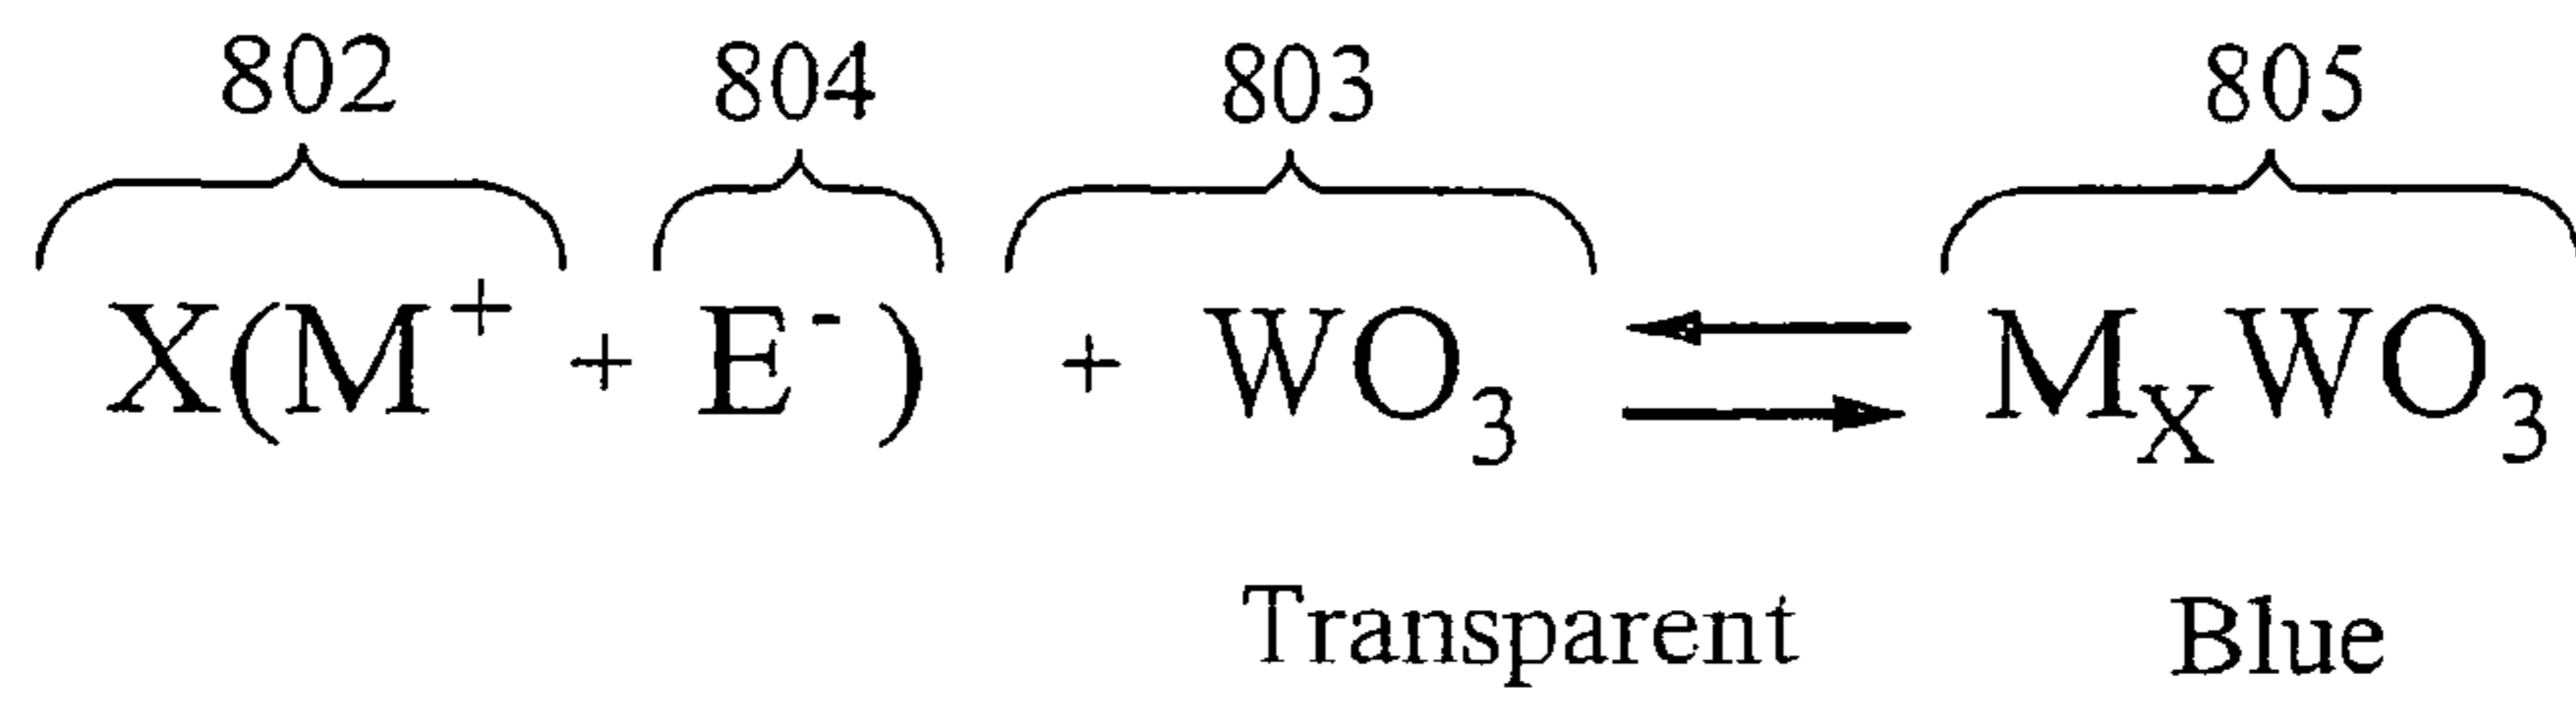 802 804 803 805
X(M⁺ + E⁻) + WO₃ ⇄ MₓWO₃
Transparent Blue